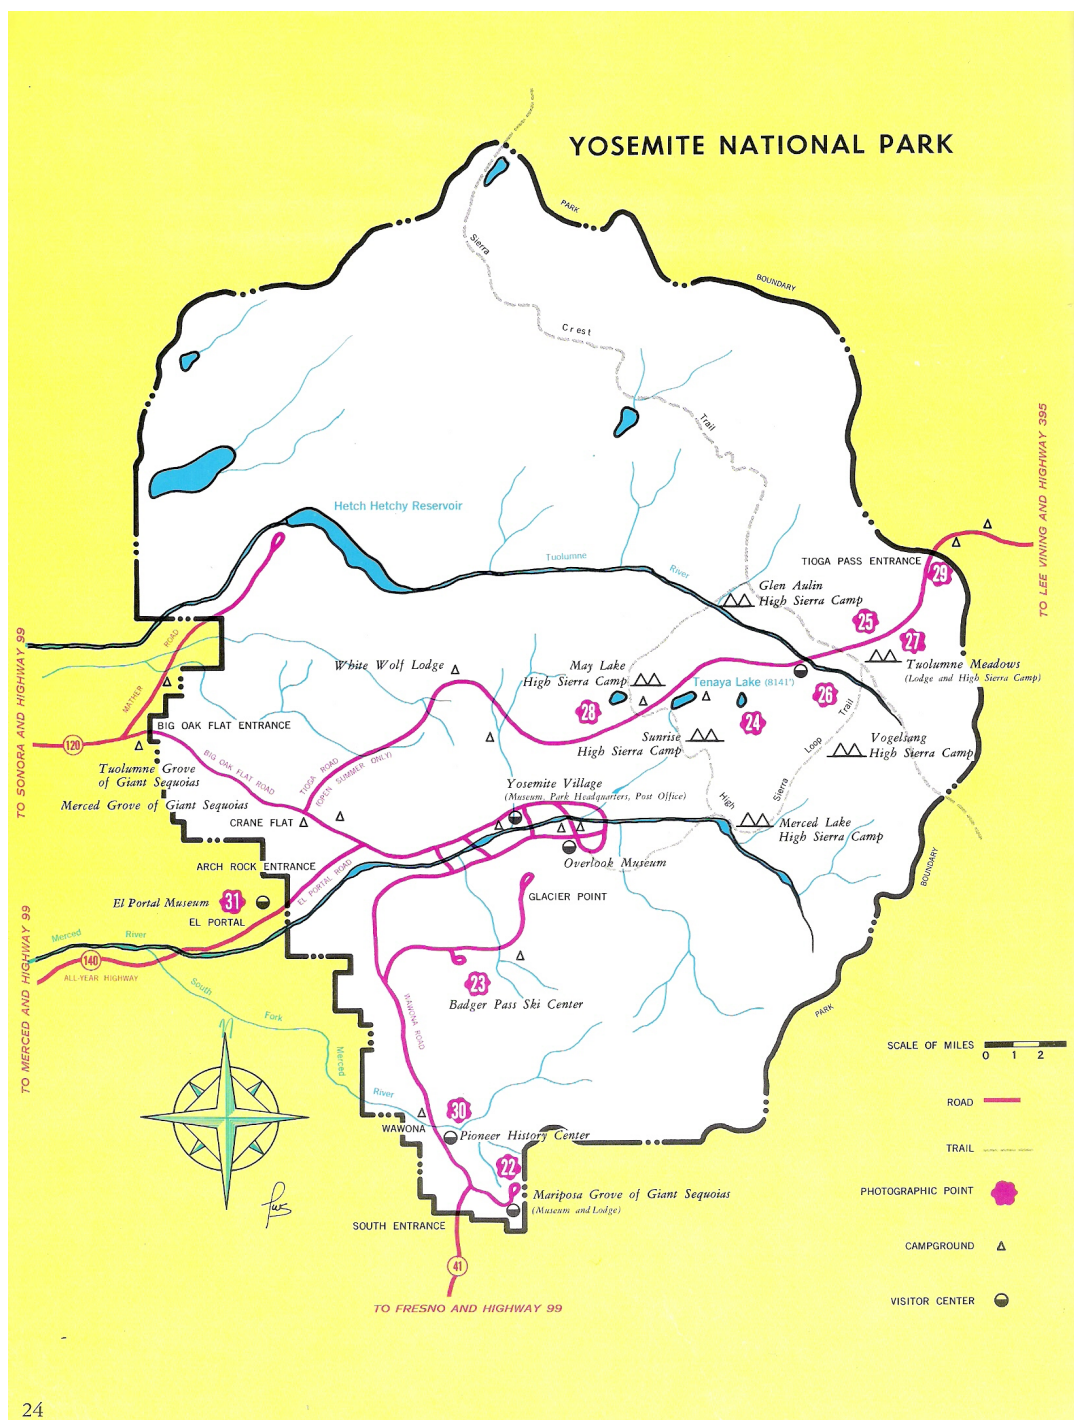 YOSEMITE NATIONAL PARK
PARK
BOUNDARY
Sierra
Crest
Trail
TO LEE VINING AND HIGHWAY 395
Hetch Hetchy Reservoir
Tuolumne
River
TIOGA PASS ENTRANCE
29
Glen Aulin
High Sierra Camp
25
27
TO SONORA AND HIGHWAY 99
ROAD
MATHER
White Wolf Lodge
May Lake
High Sierra Camp
Tenaya Lake (8141')
Tuolumne Meadows
(Lodge and High Sierra Camp)
26
28
24
Trail
Loop
Sierra
High
BIG OAK FLAT ENTRANCE
120
BIG OAK FLAT ROAD
TIOGA ROAD
(OPEN SUMMER ONLY)
Sunrise
High Sierra Camp
Vogelsang
High Sierra Camp
Tuolumne Grove
of Giant Sequoias
Merced Grove of Giant Sequoias
CRANE FLAT
Yosemite Village
(Museum, Park Headquarters, Post Office)
Merced Lake
High Sierra Camp
ARCH ROCK ENTRANCE
EL PORTAL ROAD
Overlook Museum
BOUNDARY
El Portal Museum
31
EL PORTAL
GLACIER POINT
TO MERCED AND HIGHWAY 99
Merced
River
140
ALL-YEAR HIGHWAY
23
Badger Pass Ski Center
South
Fork
Merced
River
WAWONA ROAD
PARK
SCALE OF MILES
0 1 2
ROAD
TRAIL
PHOTOGRAPHIC POINT
CAMPGROUND
VISITOR CENTER
30
WAWONA
Pioneer History Center
22
Mariposa Grove of Giant Sequoias
(Museum and Lodge)
SOUTH ENTRANCE
41
TO FRESNO AND HIGHWAY 99
24